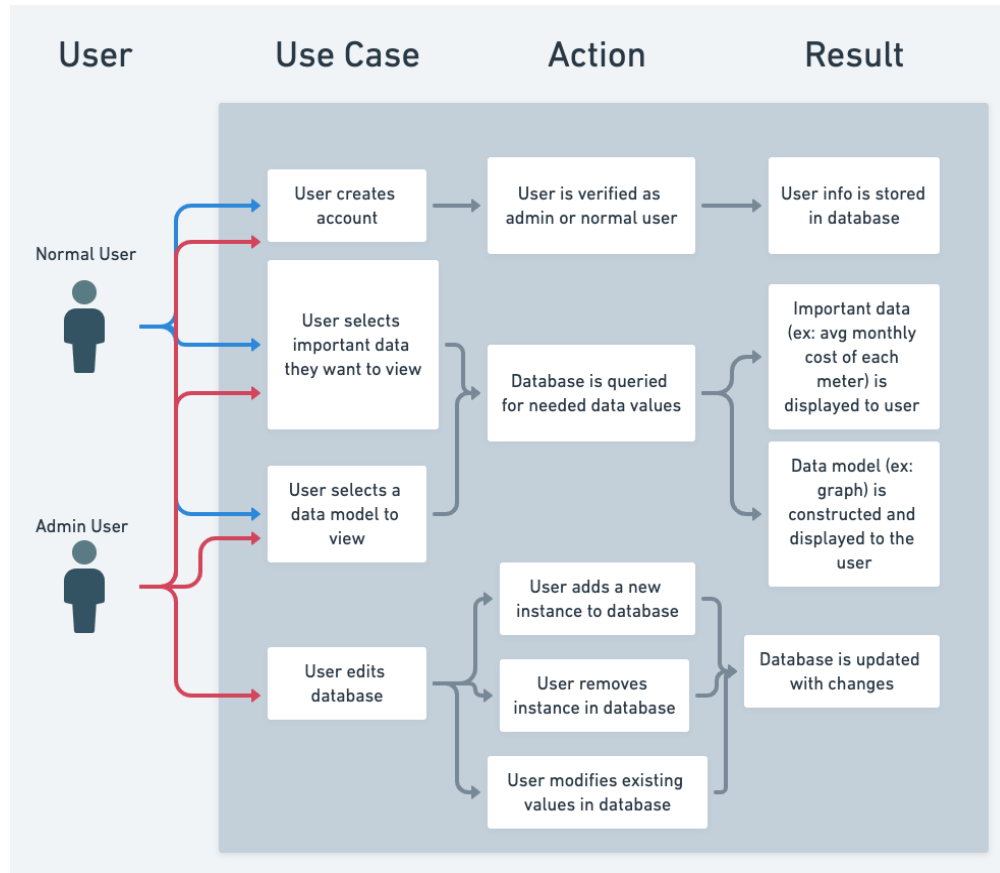 User
Use Case
Action
Result
Normal User
Admin User
User creates
account
User is verified as
admin or normal user
User info is stored
in database
User selects
important data
they want to view
Database is queried
for needed data values
Important data
(ex: avg monthly
cost of each
meter) is
displayed to user
User selects a
data model to
view
Data model (ex:
graph) is
constructed and
displayed to the
user
User edits
database
User adds a new
instance to database
User removes
instance in database
User modifies existing
values in database
Database is updated
with changes